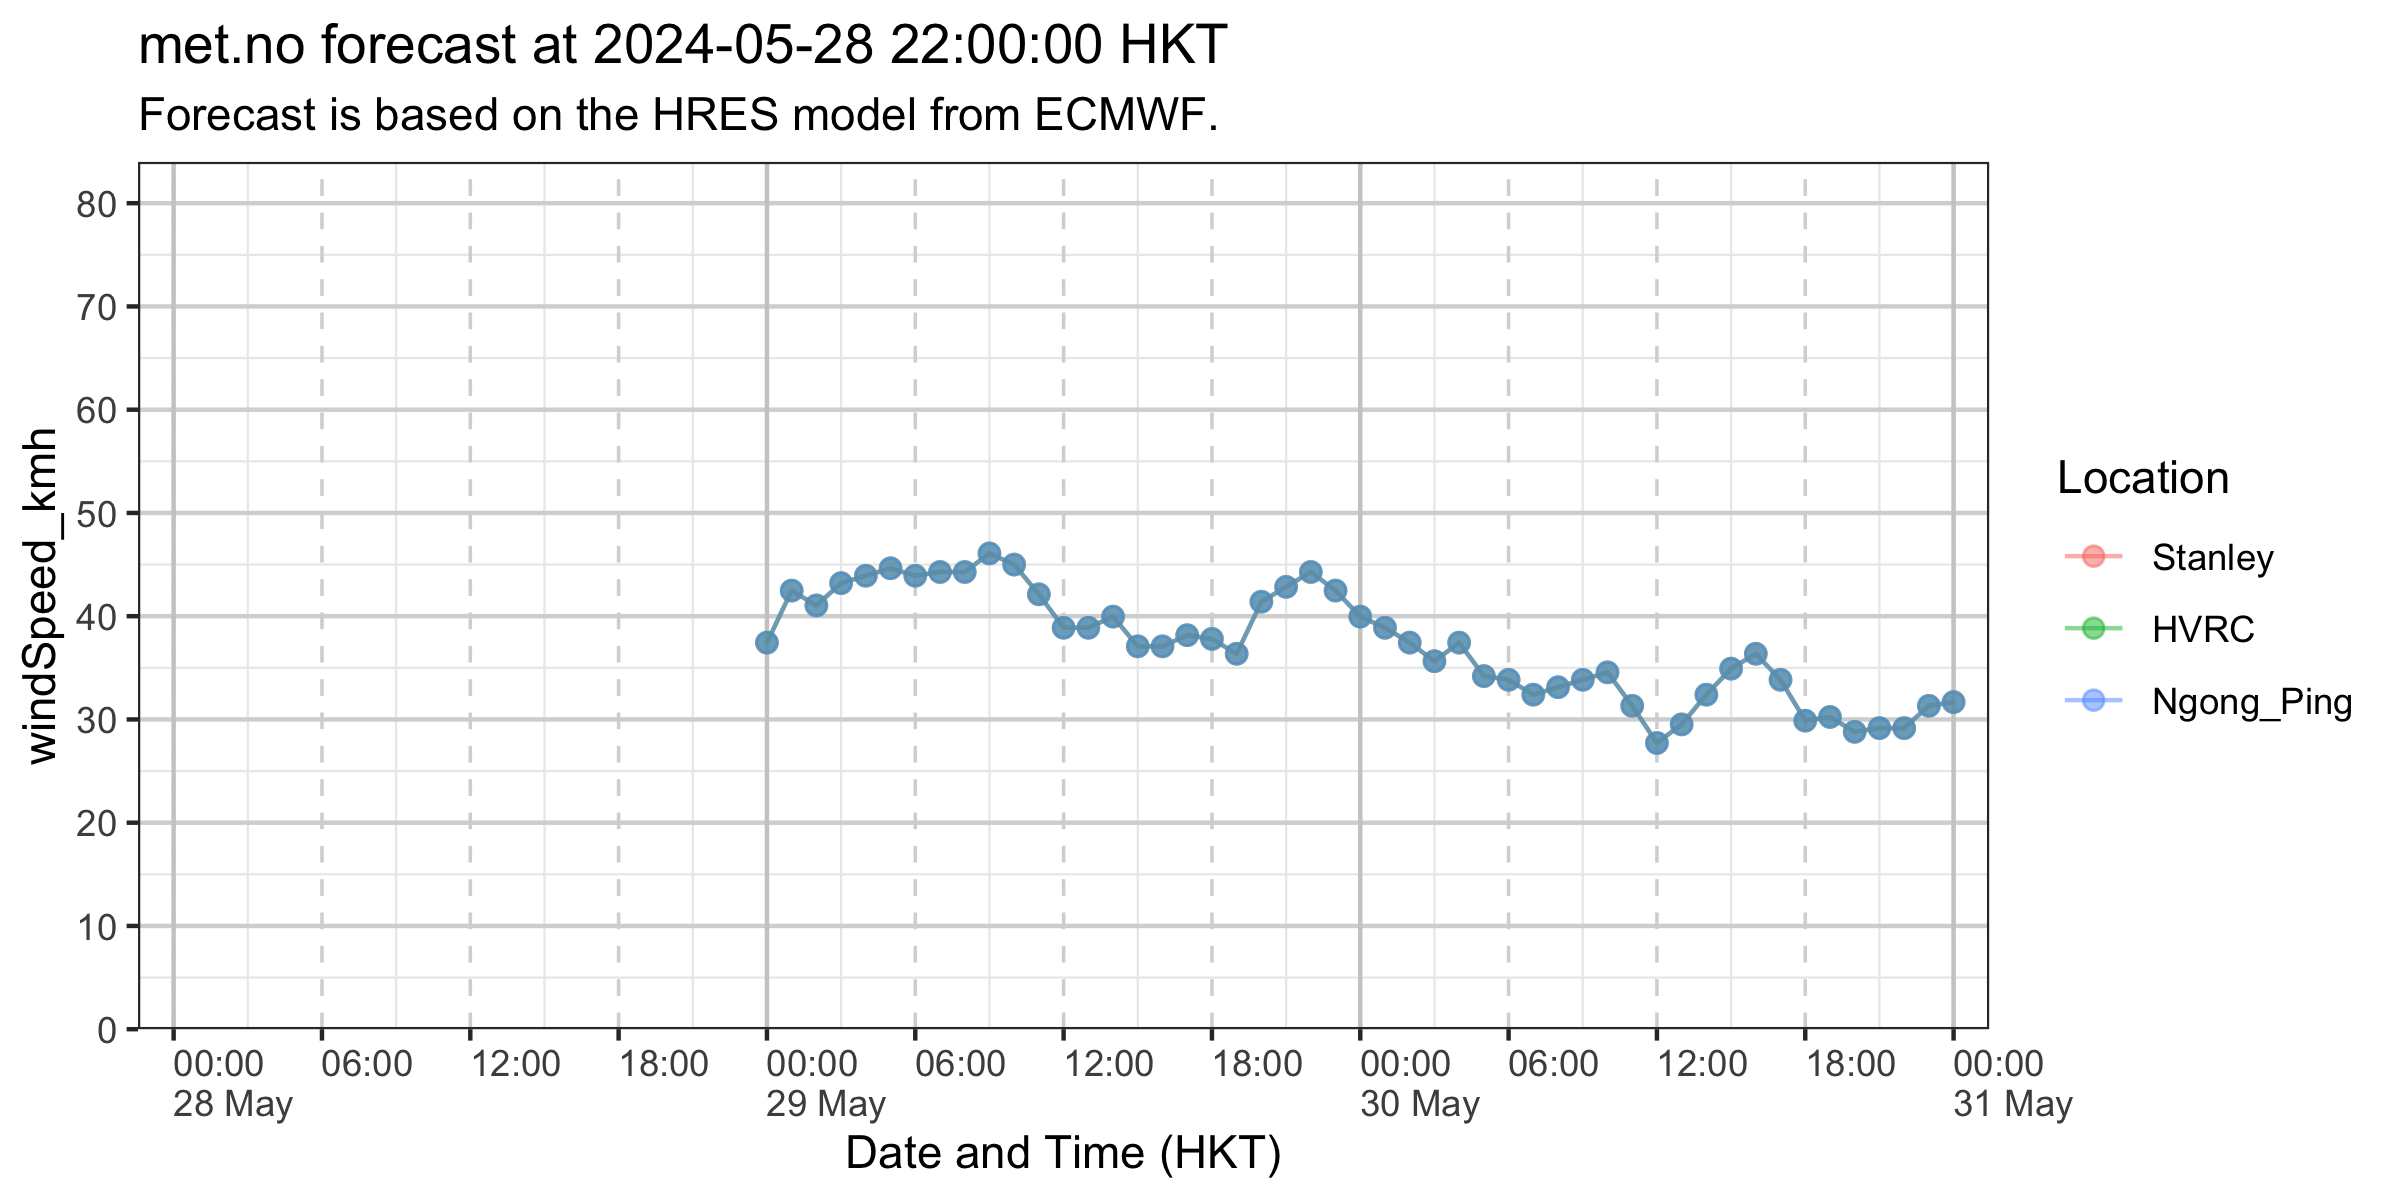 met.no forecast at 2024-05-28 22:00:00 HKT
Forecast is based on the HRES model from ECMWF.
windSpeed_kmh
80
70
60
50
40
30
20
10
0
00:00 06:00 12:00 18:00 00:00 06:00 12:00 18:00 00:00 06:00 12:00 18:00 00:00
28 May 29 May 30 May 31 May
Date and Time (HKT)
Location
Stanley
HVRC
Ngong_Ping